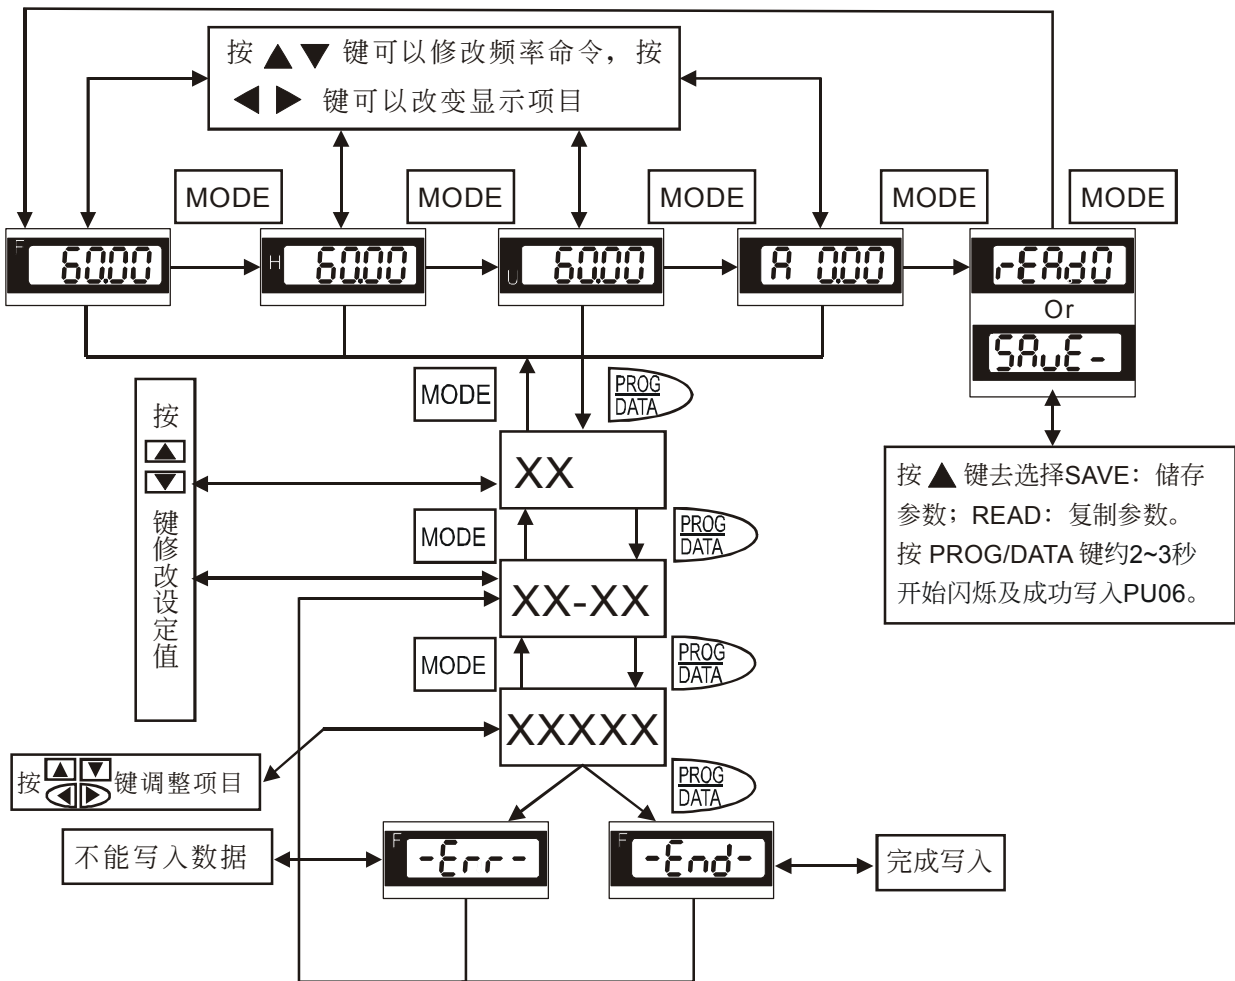 按 ▲ ▼ 键可以修改频率命令，按
◀ ▶ 键可以改变显示项目
MODE
MODE
MODE
MODE
MODE
F 60.00
H 60.00
U 60.00
A 0.00
rEAd0
Or
SAvE-
MODE
PROG
DATA
按
▲
▼
键修改设定值
XX
按 ▲ 键去选择SAVE：储存
参数；READ：复制参数。
按 PROG/DATA 键约2~3秒
开始闪烁及成功写入PU06。
MODE
PROG
DATA
XX-XX
MODE
PROG
DATA
XXXXX
按▲▼◀▶键调整项目
PROG
DATA
不能写入数据
F -Err-
F -End-
完成写入